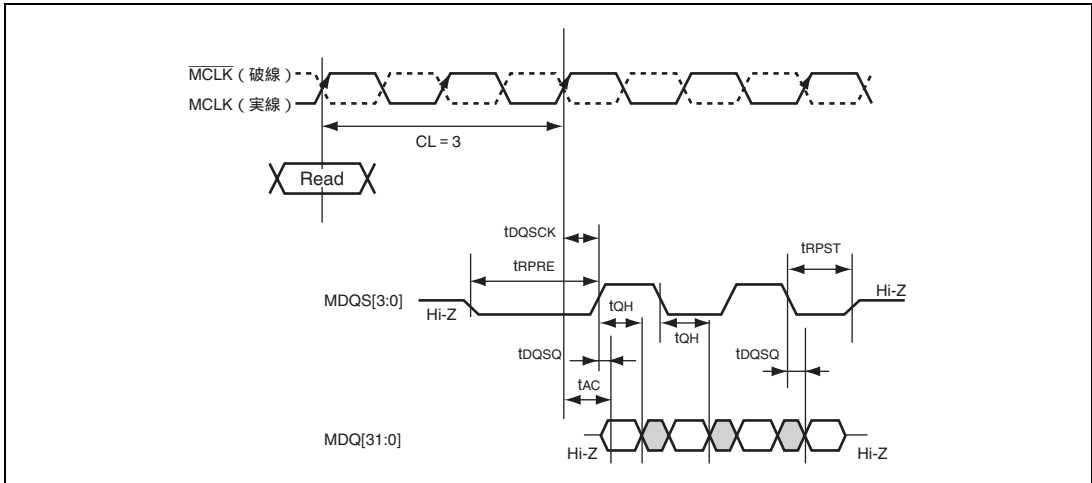 MCLK（破線）
MCLK（実線）
CL = 3
Read
tDQSCK
tRPRE
tRPST
MDQS[3:0]
Hi-Z
Hi-Z
tQH
tQH
tDQSQ
tDQSQ
tAC
MDQ[31:0]
Hi-Z
Hi-Z